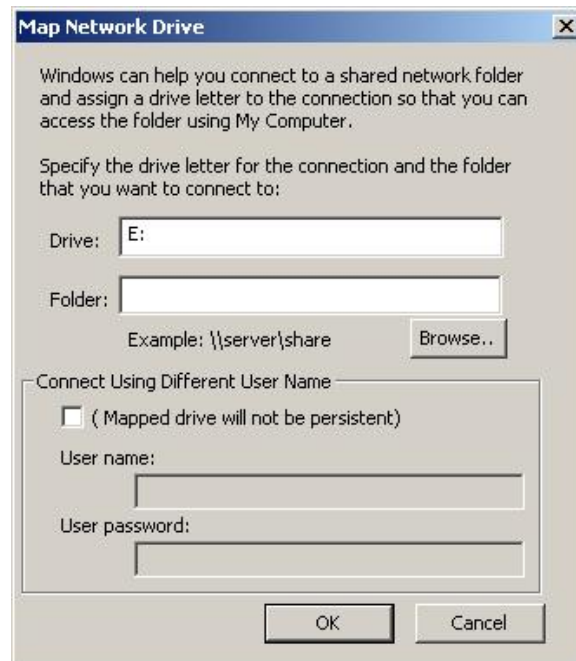 Map Network Drive
Windows can help you connect to a shared network folder
and assign a drive letter to the connection so that you can
access the folder using My Computer.
Specify the drive letter for the connection and the folder
that you want to connect to:
Drive: E:
Folder:
Example: \\server\share Browse..
Connect Using Different User Name
( Mapped drive will not be persistent)
User name:
User password:
OK Cancel